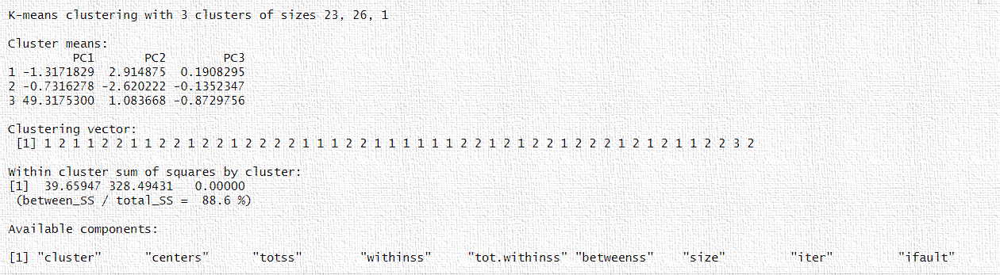 K-means clustering with 3 clusters of sizes 23, 26, 1
Cluster means:
PC1 PC2 PC3
1 -1.3171829 2.914875 0.1908295
2 -0.7316278 -2.620222 -0.1352347
3 49.3175300 1.083668 -0.8729756
Clustering vector:
[1] 1 2 1 1 2 2 1 1 2 2 1 2 2 1 2 2 2 2 1 1 1 2 2 1 1 1 1 1 1 2 2 1 2 1 2 2 1 2 2 2 1 2 1 2 1 1 2 2 3 2
Within cluster sum of squares by cluster:
[1] 39.65947 328.49431 0.00000
(between_SS / total_SS = 88.6 %)
Available components:
[1] "cluster" "centers" "totss" "withinss" "tot.withinss" "betweenss" "size" "iter" "ifault"